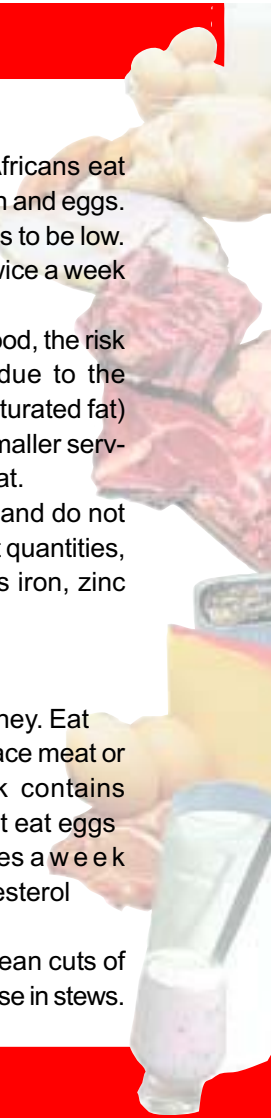 fricans eat
and eggs.
s to be low.
vice a week
ood, the risk
due to the
turated fat)
maller serv-
at.
and do not
t quantities,
s iron, zinc
ney. Eat
ace meat or
k contains
t eat eggs
es a w e e k
esterol
ean cuts of
se in stews.